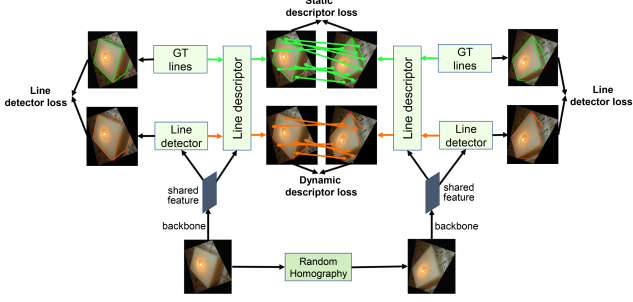 Static
descriptor loss
GT
lines
Line descriptor
Line descriptor
GT
lines
Line
detector loss
Line
detector loss
Line
detector
Line
detector
Dynamic
descriptor loss
shared
feature
shared
feature
backbone
backbone
Random
Homography